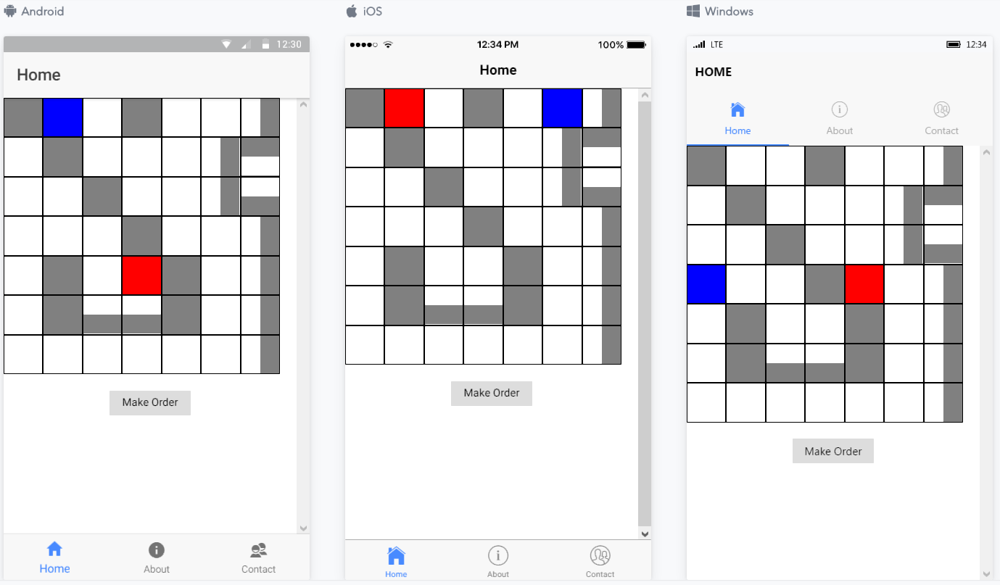 Android
12:30
Home
Make Order
Home About Contact
iOS
12:34 PM 100%
Home
Make Order
Home About Contact
Windows
LTE 12:34
HOME
Home About Contact
Make Order